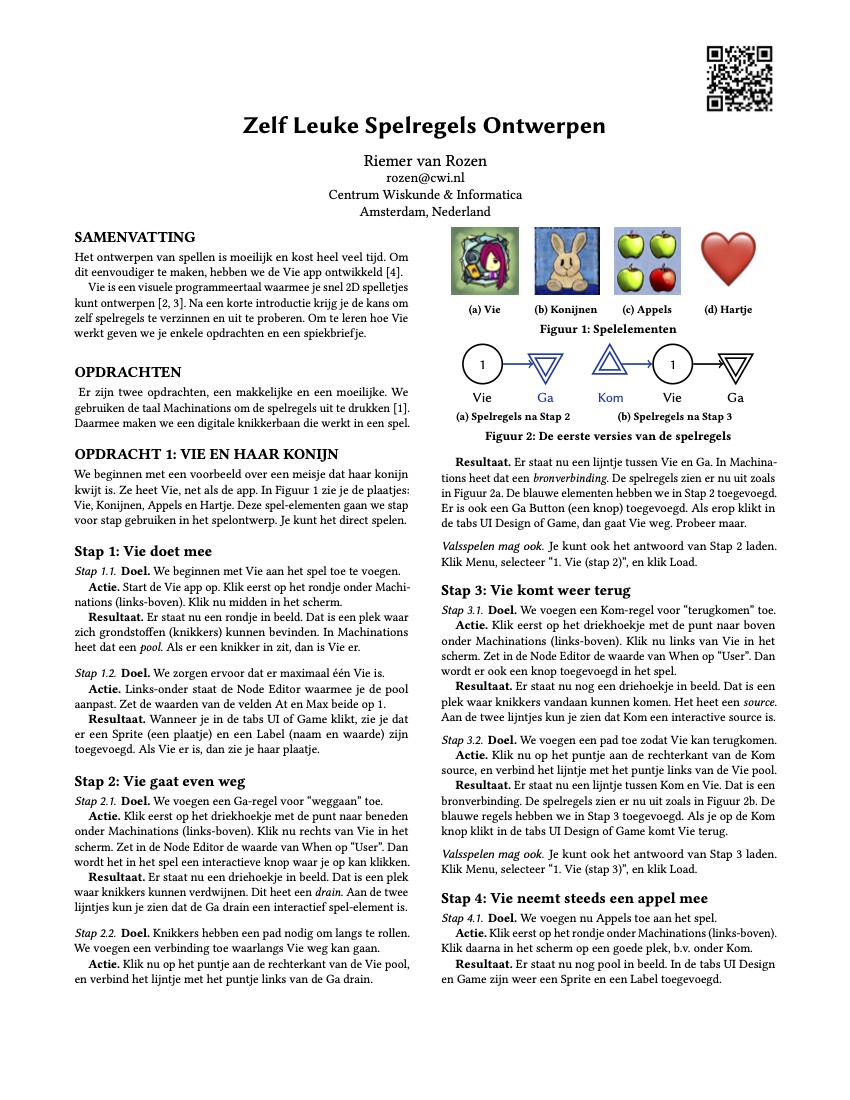 Zelf Leuke Spelregels Ontwerpen
Riemer van Rozen
rozen@cwi.nl
Centrum Wiskunde & Informatica
Amsterdam, Nederland
SAMENVATTING
Het ontwerpen van spellen is moeilijk en kost heel veel tijd. Om
dit eenvoudiger te maken, hebben we de Vie app ontwikkeld [4].
Vie is een visuele programmeertaal waarmee je snel 2D spelletjes
kunt ontwerpen [2, 3]. Na een korte introductie krijg je de kans om
zelf spelregels te verzinnen en uit te proberen. Om te leren hoe Vie
werkt geven we je enkele opdrachten en een spiekbriefje.
OPDRACHTEN
Er zijn twee opdrachten, een makkelijke en een moeilijke. We
gebruiken de taal Machinations om de spelregels uit te drukken [1].
Daarmee maken we een digitale knikkerbaan die werkt in een spel.
OPDRACHT 1: VIE EN HAAR KONIJN
We beginnen met een voorbeeld over een meisje dat haar konijn
kwijt is. Ze heet Vie, net als de app. In Figuur 1 zie je de plaatjes:
Vie, Konijnen, Appels en Hartje. Deze spel-elementen gaan we stap
voor stap gebruiken in het spelontwerp. Je kunt het direct spelen.
Stap 1: Vie doet mee
Stap 1.1. Doel. We beginnen met Vie aan het spel toe te voegen.
Actie. Start de Vie app op. Klik eerst op het rondje onder Machi-
nations (links-boven). Klik nu midden in het scherm.
Resultaat. Er staat nu een rondje in beeld. Dat is een plek waar
zich grondstoffen (knikkers) kunnen bevinden. In Machinations
heet dat een pool. Als er een knikker in zit, dan is Vie er.
Stap 1.2. Doel. We zorgen ervoor dat er maximaal één Vie is.
Actie. Links-onder staat de Node Editor waarmee je de pool
aanpast. Zet de waarden van de velden At en Max beide op 1.
Resultaat. Wanneer je in de tabs UI of Game klikt, zie je dat
er een Sprite (een plaatje) en een Label (naam en waarde) zijn
toegevoegd. Als Vie er is, dan zie je haar plaatje.
Stap 2: Vie gaat even weg
Stap 2.1. Doel. We voegen een Ga-regel voor “weggaan” toe.
Actie. Klik eerst op het driehoekje met de punt naar beneden
onder Machinations (links-boven). Klik nu rechts van Vie in het
scherm. Zet in de Node Editor de waarde van When op “User”. Dan
wordt het in het spel een interactieve knop waar je op kan klikken.
Resultaat. Er staat nu een driehoekje in beeld. Dat is een plek
waar knikkers kunnen verdwijnen. Dit heet een drain. Aan de twee
lijntjes kun je zien dat de Ga drain een interactief spel-element is.
Stap 2.2. Doel. Knikkers hebben een pad nodig om langs te rollen.
We voegen een verbinding toe waarlangs Vie weg kan gaan.
Actie. Klik nu op het puntje aan de rechterkant van de Vie pool,
en verbind het lijntje met het puntje links van de Ga drain.
(a) Vie (b) Konijnen (c) Appels (d) Hartje
Figuur 1: Spelelementen
1 1
Vie Ga Kom Vie Ga
(a) Spelregels na Stap 2 (b) Spelregels na Stap 3
Figuur 2: De eerste versies van de spelregels
Resultaat. Er staat nu een lijntje tussen Vie en Ga. In Machina-
tions heet dat een bronverbinding. De spelregels zien er nu uit zoals
in Figuur 2a. De blauwe elementen hebben we in Stap 2 toegevoegd.
Er is ook een Ga Button (een knop) toegevoegd. Als erop klikt in
de tabs UI Design of Game, dan gaat Vie weg. Probeer maar.
Valsspelen mag ook. Je kunt ook het antwoord van Stap 2 laden.
Klik Menu, selecteer “1. Vie (stap 2)”, en klik Load.
Stap 3: Vie komt weer terug
Stap 3.1. Doel. We voegen een Kom-regel voor “terugkomen” toe.
Actie. Klik eerst op het driehoekje met de punt naar boven
onder Machinations (links-boven). Klik nu links van Vie in het
scherm. Zet in de Node Editor de waarde van When op “User”. Dan
wordt er ook een knop toegevoegd in het spel.
Resultaat. Er staat nu nog een driehoekje in beeld. Dat is een
plek waar knikkers vandaan kunnen komen. Het heet een source.
Aan de twee lijntjes kun je zien dat Kom een interactive source is.
Stap 3.2. Doel. We voegen een pad toe zodat Vie kan terugkomen.
Actie. Klik nu op het puntje aan de rechterkant van de Kom
source, en verbind het lijntje met het puntje links van de Vie pool.
Resultaat. Er staat nu een lijntje tussen Kom en Vie. Dat is een
bronverbinding. De spelregels zien er nu uit zoals in Figuur 2b. De
blauwe regels hebben we in Stap 3 toegevoegd. Als je op de Kom
knop klikt in de tabs UI Design of Game komt Vie terug.
Valsspelen mag ook. Je kunt ook het antwoord van Stap 3 laden.
Klik Menu, selecteer “1. Vie (stap 3)”, en klik Load.
Stap 4: Vie neemt steeds een appel mee
Stap 4.1. Doel. We voegen nu Appels toe aan het spel.
Actie. Klik eerst op het rondje onder Machinations (links-boven).
Klik daarna in het scherm op een goede plek, b.v. onder Kom.
Resultaat. Er staat nu nog pool in beeld. In de tabs UI Design
en Game zijn weer een Sprite en een Label toegevoegd.